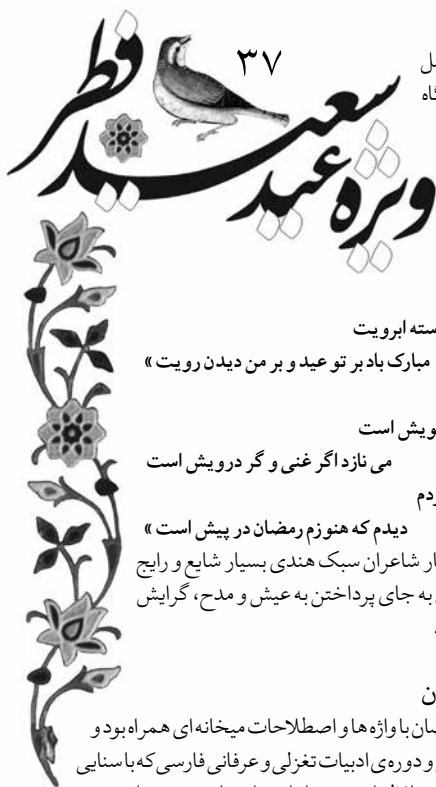 ۳۷
ویژه عید سعید فطر
سته ابرویت
مبارک باد بر تو عید و بر من دیدن رویت »
ویش است
می نازد اگر غنی و گر درویش است
ردم
دیدم که هنوزم رمضان در پیش است »
ار شاعران سبک هندی بسیار شایع و رایج
به جای پرداختن به عیش و مدح، گرایش
ان
ضان با واژه ها و اصطلاحات میخانه ای همراه بود و
و دوره‌ی ادبیات تغزلی و عرفانی فارسی که با سنایی